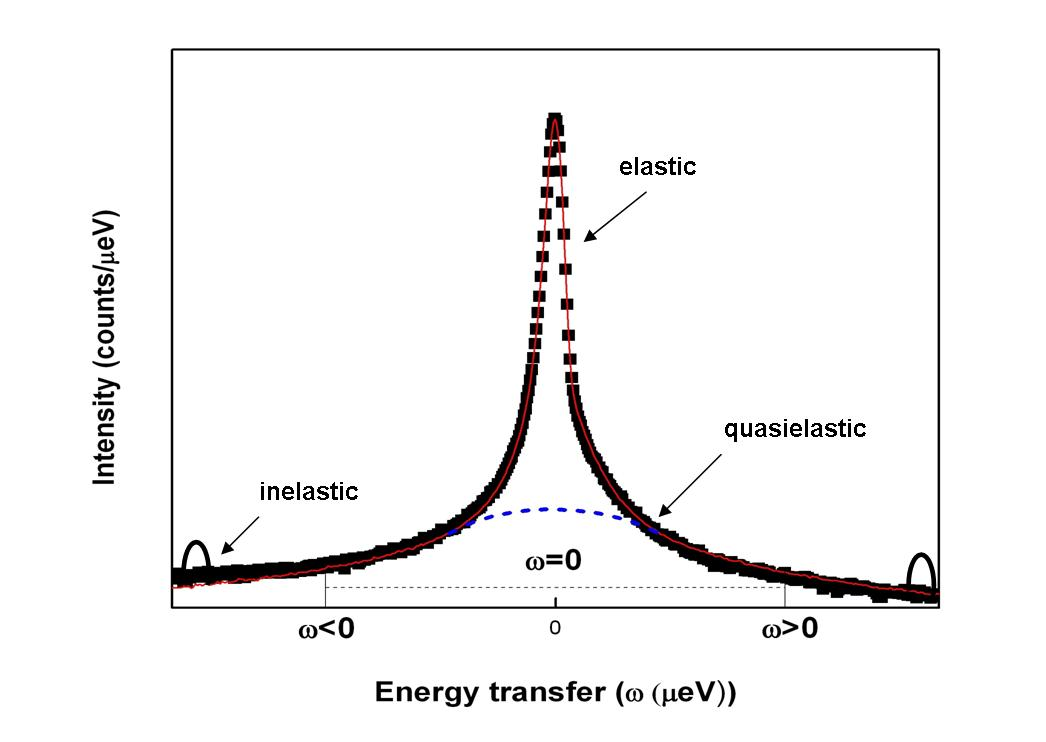 elastic
Intensity (counts/μeV)
quasielastic
inelastic
ω=0
ω<0
0
ω>0
Energy transfer (ω (μeV))